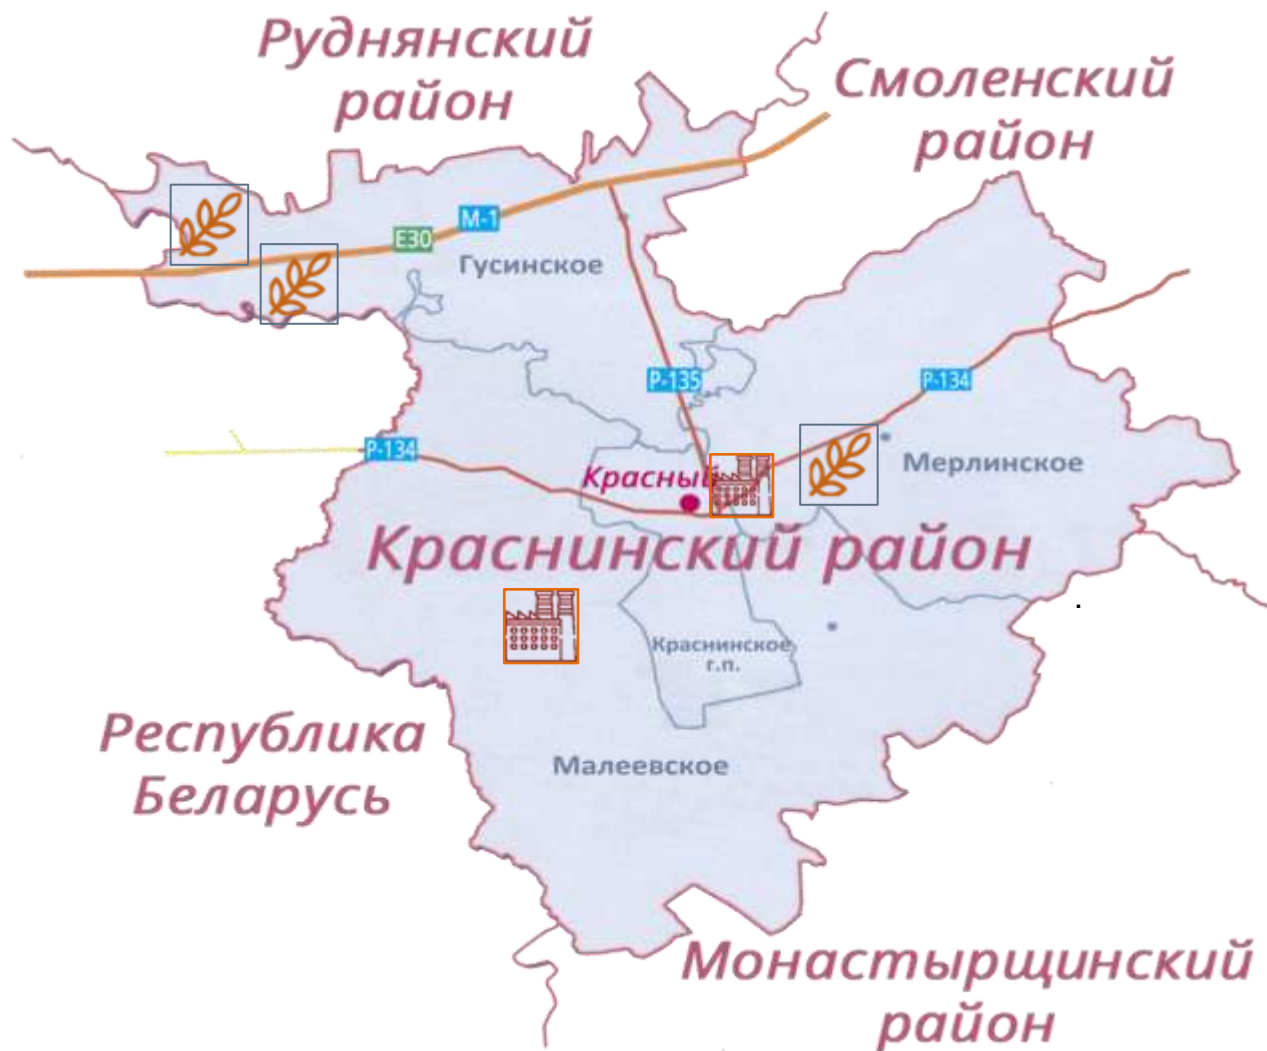 Руднянский
район
Смоленский
район
М-1
Е30
Гусинское
Р-135
Р-134
Р-134
Мерлинское
Красный
Краснинский район
Краснинское
г.п.
Республика
Беларусь
Малеевское
Монастырщинский
район